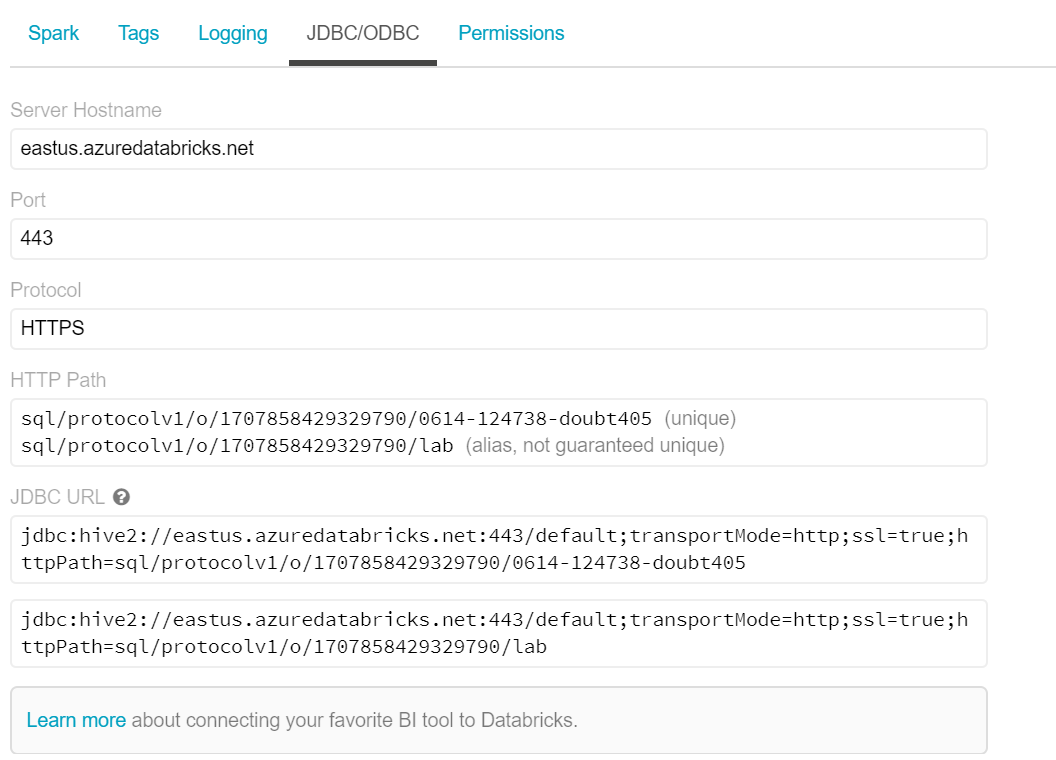 Spark Tags Logging JDBC/ODBC Permissions
Server Hostname
eastus.azuredatabricks.net
Port
443
Protocol
HTTPS
HTTP Path
sql/protocolv1/o/1707858429329790/0614-124738-doubt405 (unique)
sql/protocolv1/o/1707858429329790/lab (alias, not guaranteed unique)
JDBC URL ?
jdbc:hive2://eastus.azuredatabricks.net:443/default;transportMode=http;ssl=true;h
ttpPath=sql/protocolv1/o/1707858429329790/0614-124738-doubt405
jdbc:hive2://eastus.azuredatabricks.net:443/default;transportMode=http;ssl=true;h
ttpPath=sql/protocolv1/o/1707858429329790/lab
Learn more about connecting your favorite BI tool to Databricks.